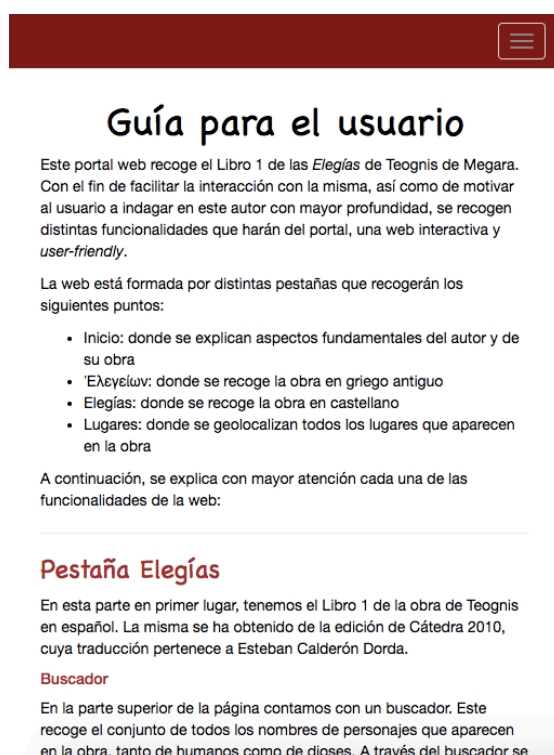 Guía para el usuario
Este portal web recoge el Libro 1 de las Elegías de Teognis de Megara.
Con el fin de facilitar la interacción con la misma, así como de motivar
al usuario a indagar en este autor con mayor profundidad, se recogen
distintas funcionalidades que harán del portal, una web interactiva y
user-friendly.
La web está formada por distintas pestañas que recogerán los
siguientes puntos:
• Inicio: donde se explican aspectos fundamentales del autor y de
su obra
• Ἐλεγείων: donde se recoge la obra en griego antiguo
• Elegías: donde se recoge la obra en castellano
• Lugares: donde se geolocalizan todos los lugares que aparecen
en la obra
A continuación, se explica con mayor atención cada una de las
funcionalidades de la web:
Pestaña Elegías
En esta parte en primer lugar, tenemos el Libro 1 de la obra de Teognis
en español. La misma se ha obtenido de la edición de Cátedra 2010,
cuya traducción pertenece a Esteban Calderón Dorda.
Buscador
En la parte superior de la página contamos con un buscador. Este
recoge el conjunto de todos los nombres de personajes que aparecen
en la obra, tanto de humanos como de dioses. A través del buscador se